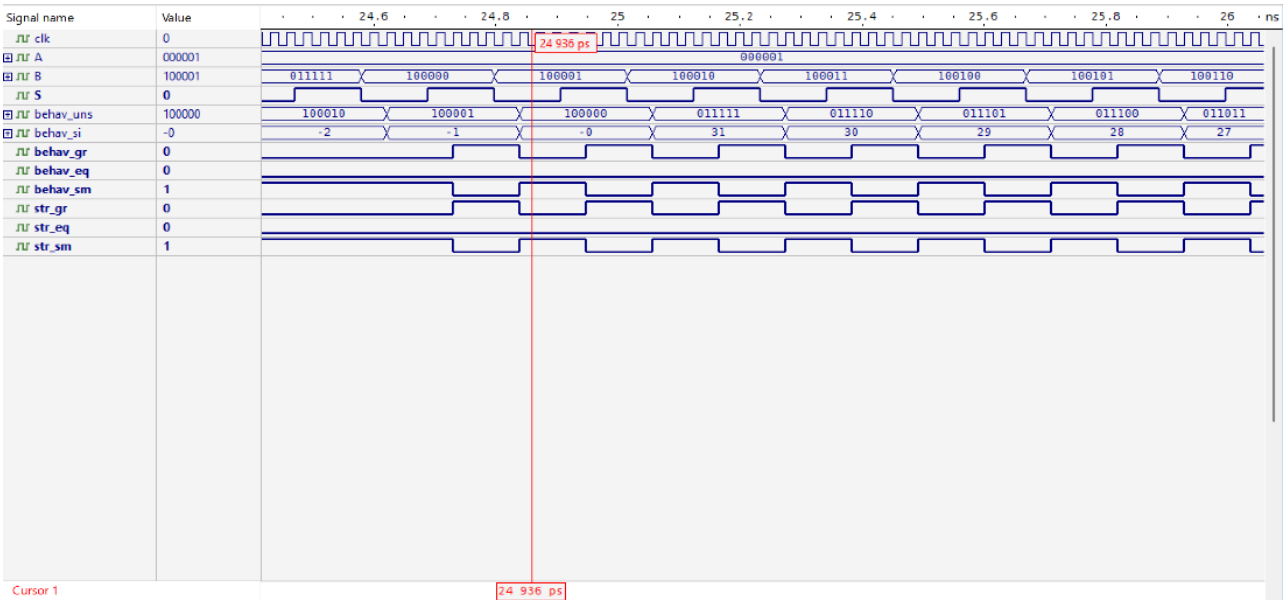 Signal name Value 24.6 24.8 25 25.2 25.4 25.6 25.8 26 ns
clk 0 24 936 ps
A 000001 000001
B 100001 011111 100000 100001 100010 100011 100100 100101 100110
S 0
behav_uns 100000 100010 100001 100000 011111 011110 011101 011100 011011
behav_si -0 -2 -1 -0 31 30 29 28 27
behav_gr 0
behav_eq 0
behav_sm 1
str_gr 0
str_eq 0
str_sm 1
Cursor 1 24 936 ps